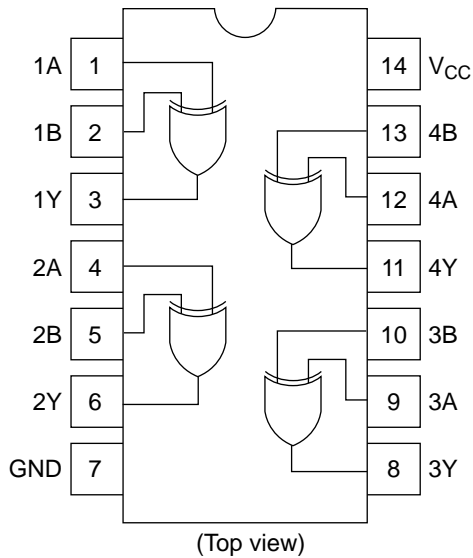 1A 1 14 VCC
1B 2 13 4B
1Y 3 12 4A
2A 4 11 4Y
2B 5 10 3B
2Y 6 9 3A
GND 7 8 3Y
(Top view)